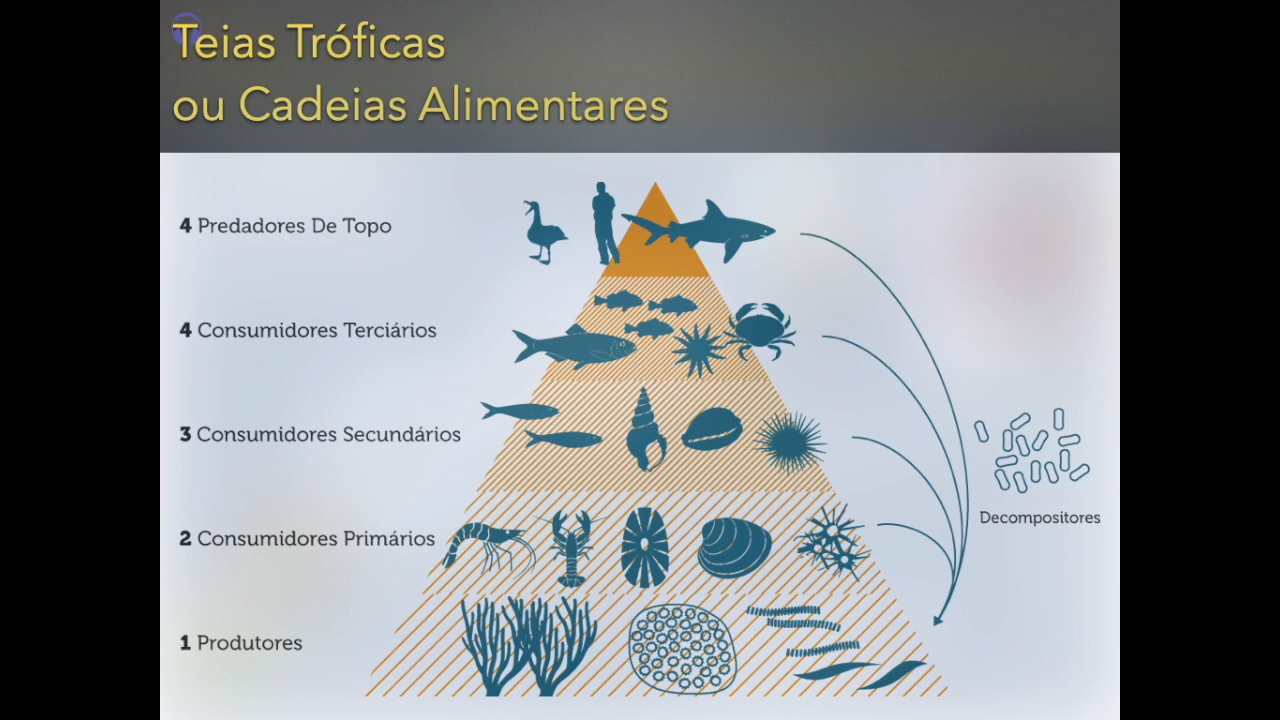 Teias Tróficas
ou Cadeias Alimentares
4 Predadores De Topo
4 Consumidores Terciários
3 Consumidores Secundários
2 Consumidores Primários
1 Produtores
Decompositores